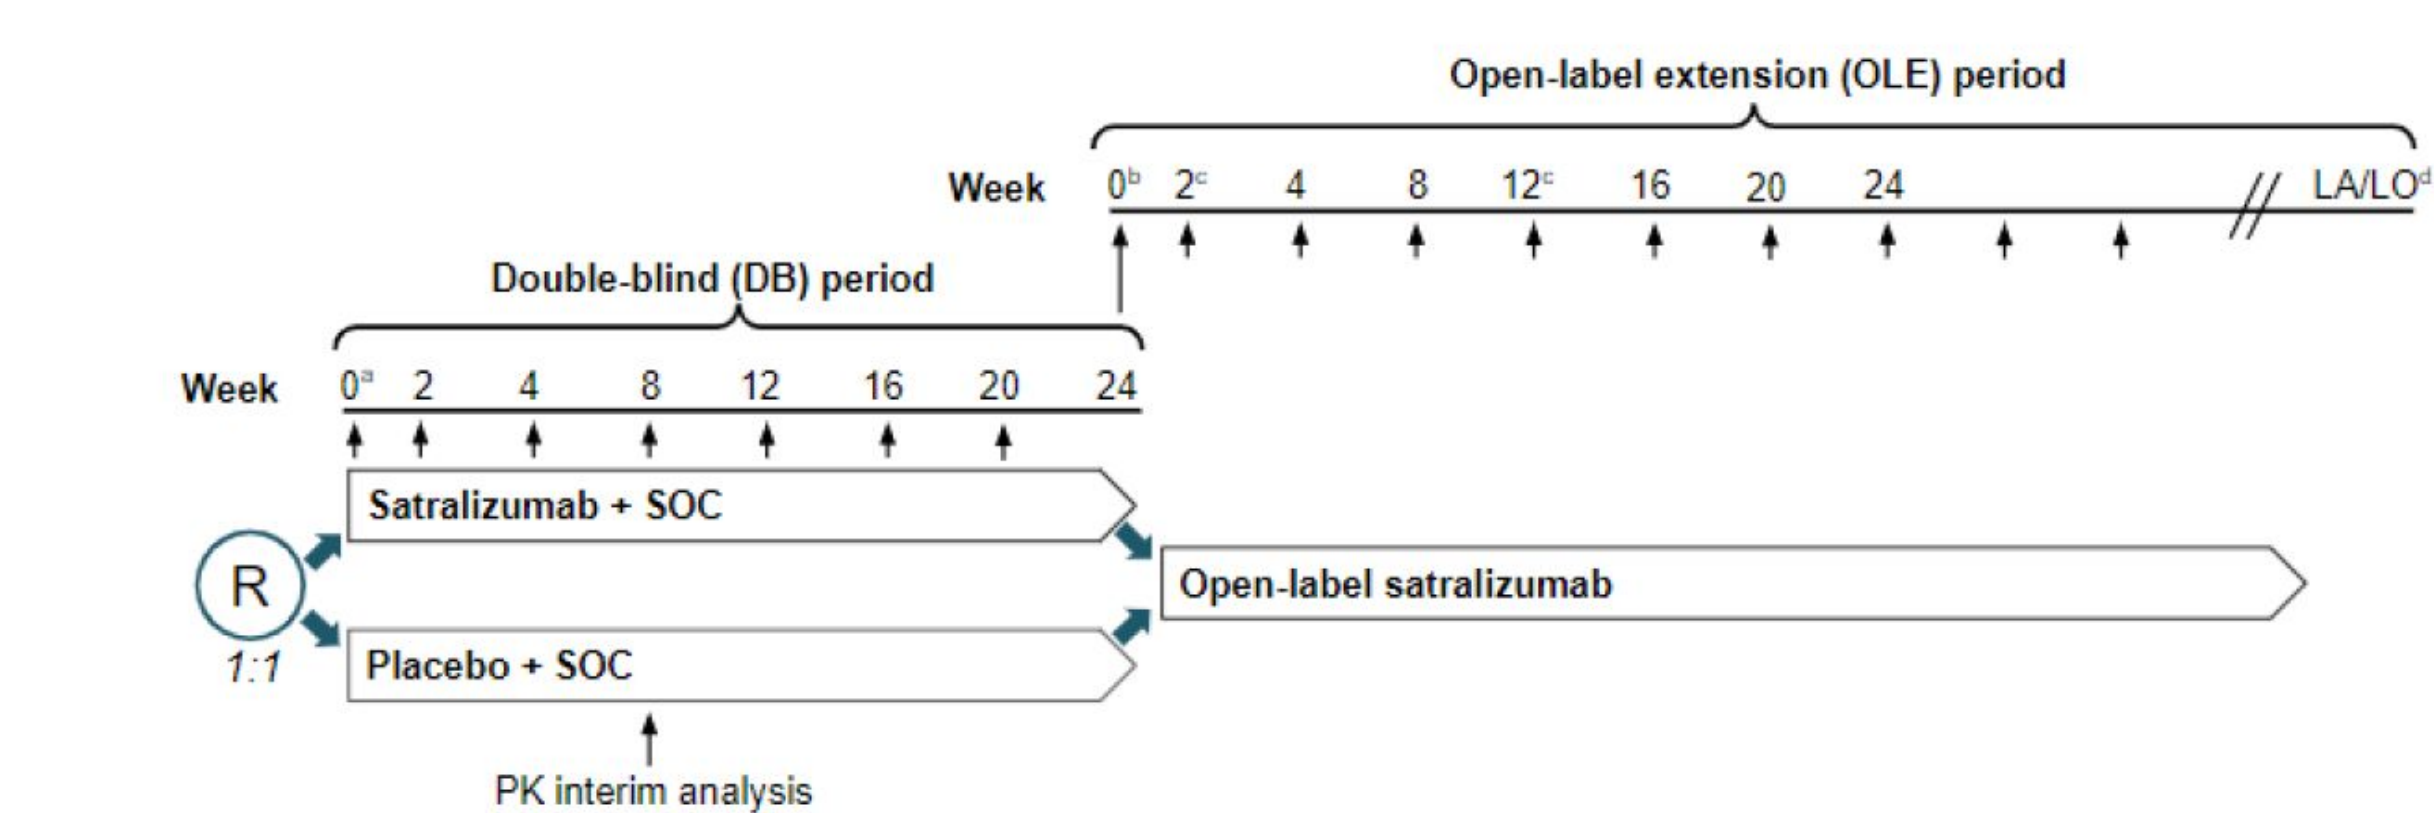 Open-label extension (OLE) period
Week 0ᵇ 2ᶜ 4 8 12ᶜ 16 20 24 LA/LOᵈ
Double-blind (DB) period
Week 0ᵃ 2 4 8 12 16 20 24
Satralizumab + SOC
R
Open-label satralizumab
1:1
Placebo + SOC
PK interim analysis